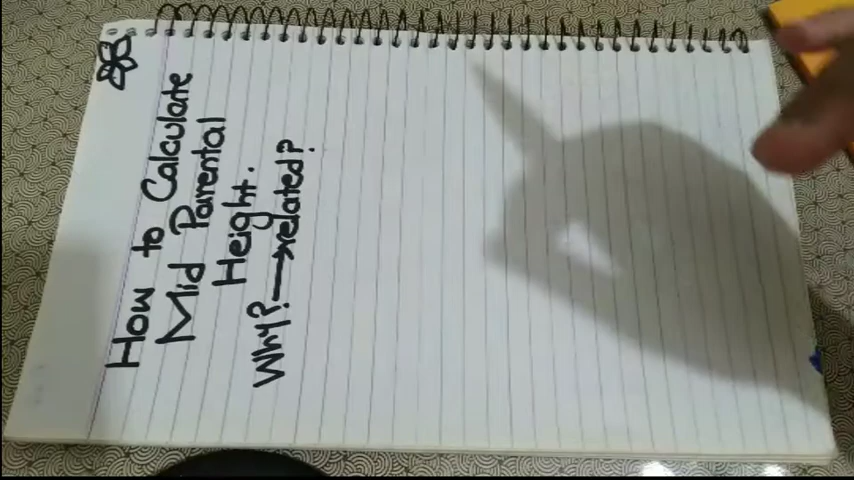 How to Calculate
Mid Parental
Height.
Why? → related?